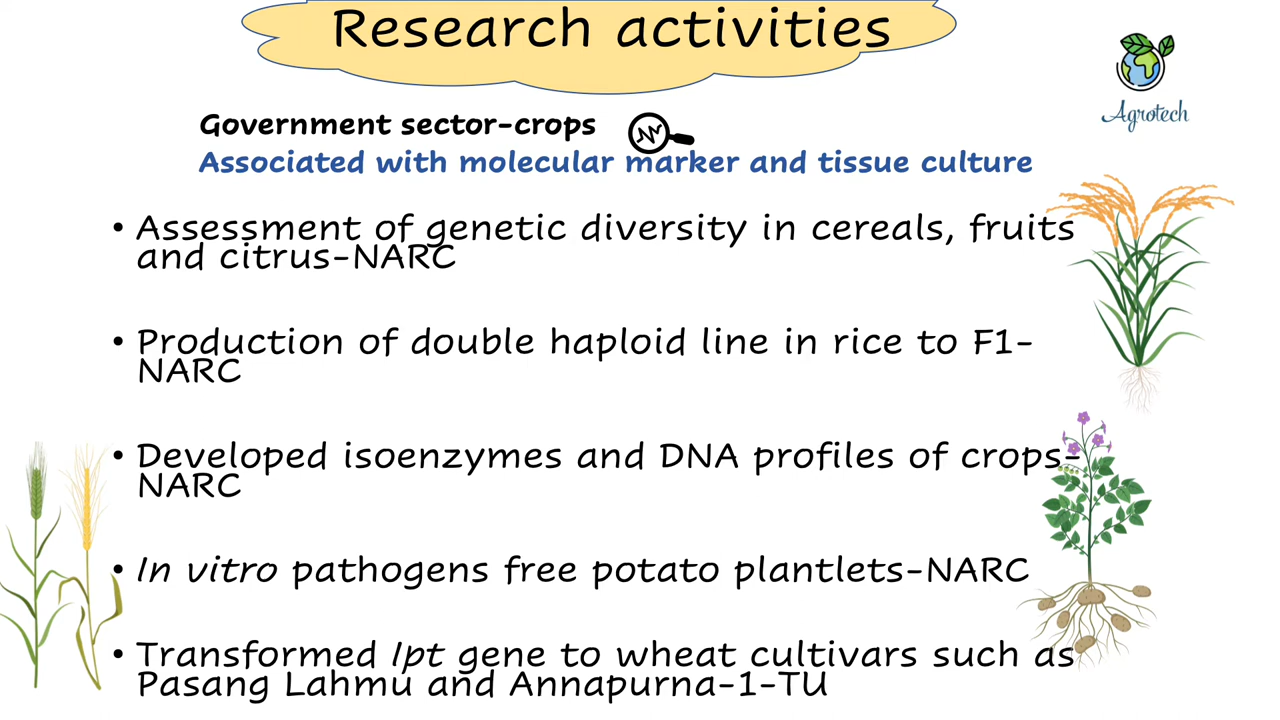 Research activities
Agrotech
Government sector-crops
Associated with molecular marker and tissue culture
• Assessment of genetic diversity in cereals, fruits
and citrus-NARC
• Production of double haploid line in rice to F1-
NARC
• Developed isoenzymes and DNA profiles of crops-
NARC
• In vitro pathogens free potato plantlets-NARC
• Transformed Ipt gene to wheat cultivars such as
Pasang Lahmu and Annapurna-1-TU